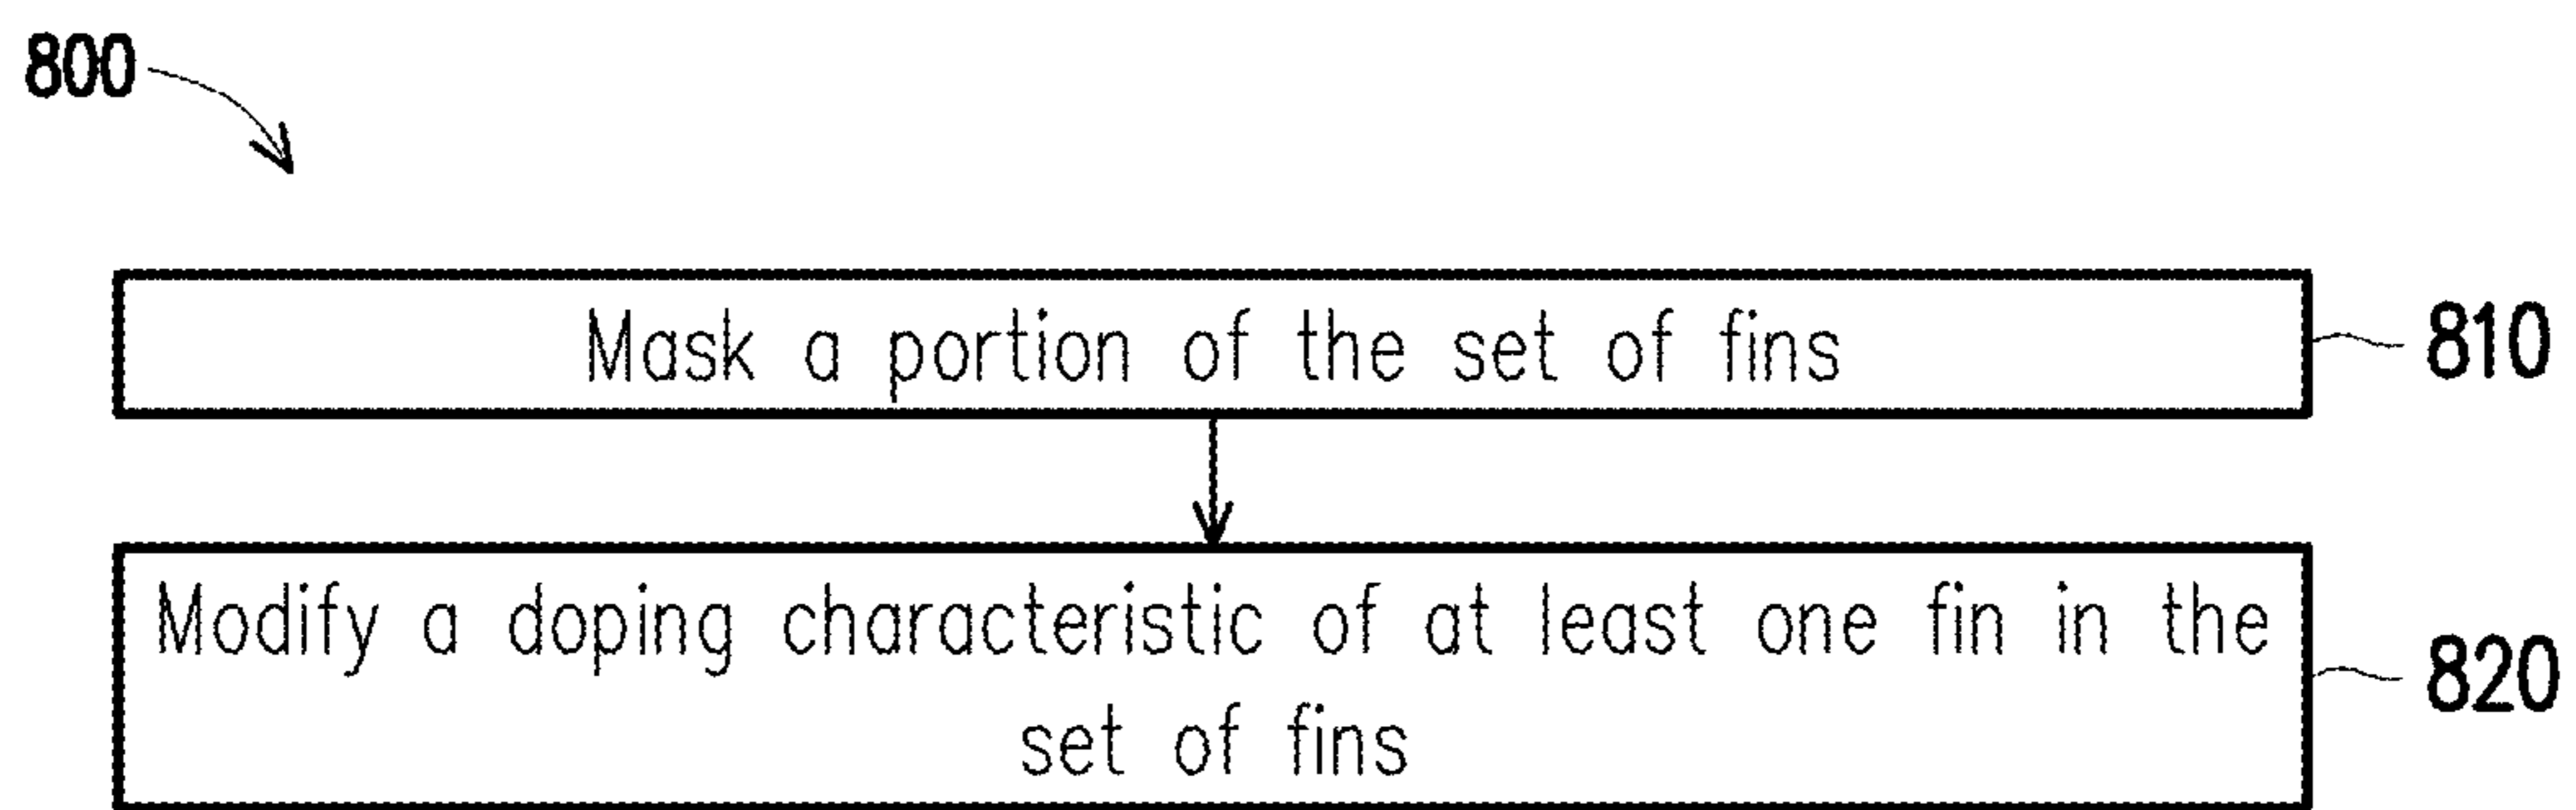 800
Mask a portion of the set of fins
810
Modify a doping characteristic of at least one fin in the
set of fins
820